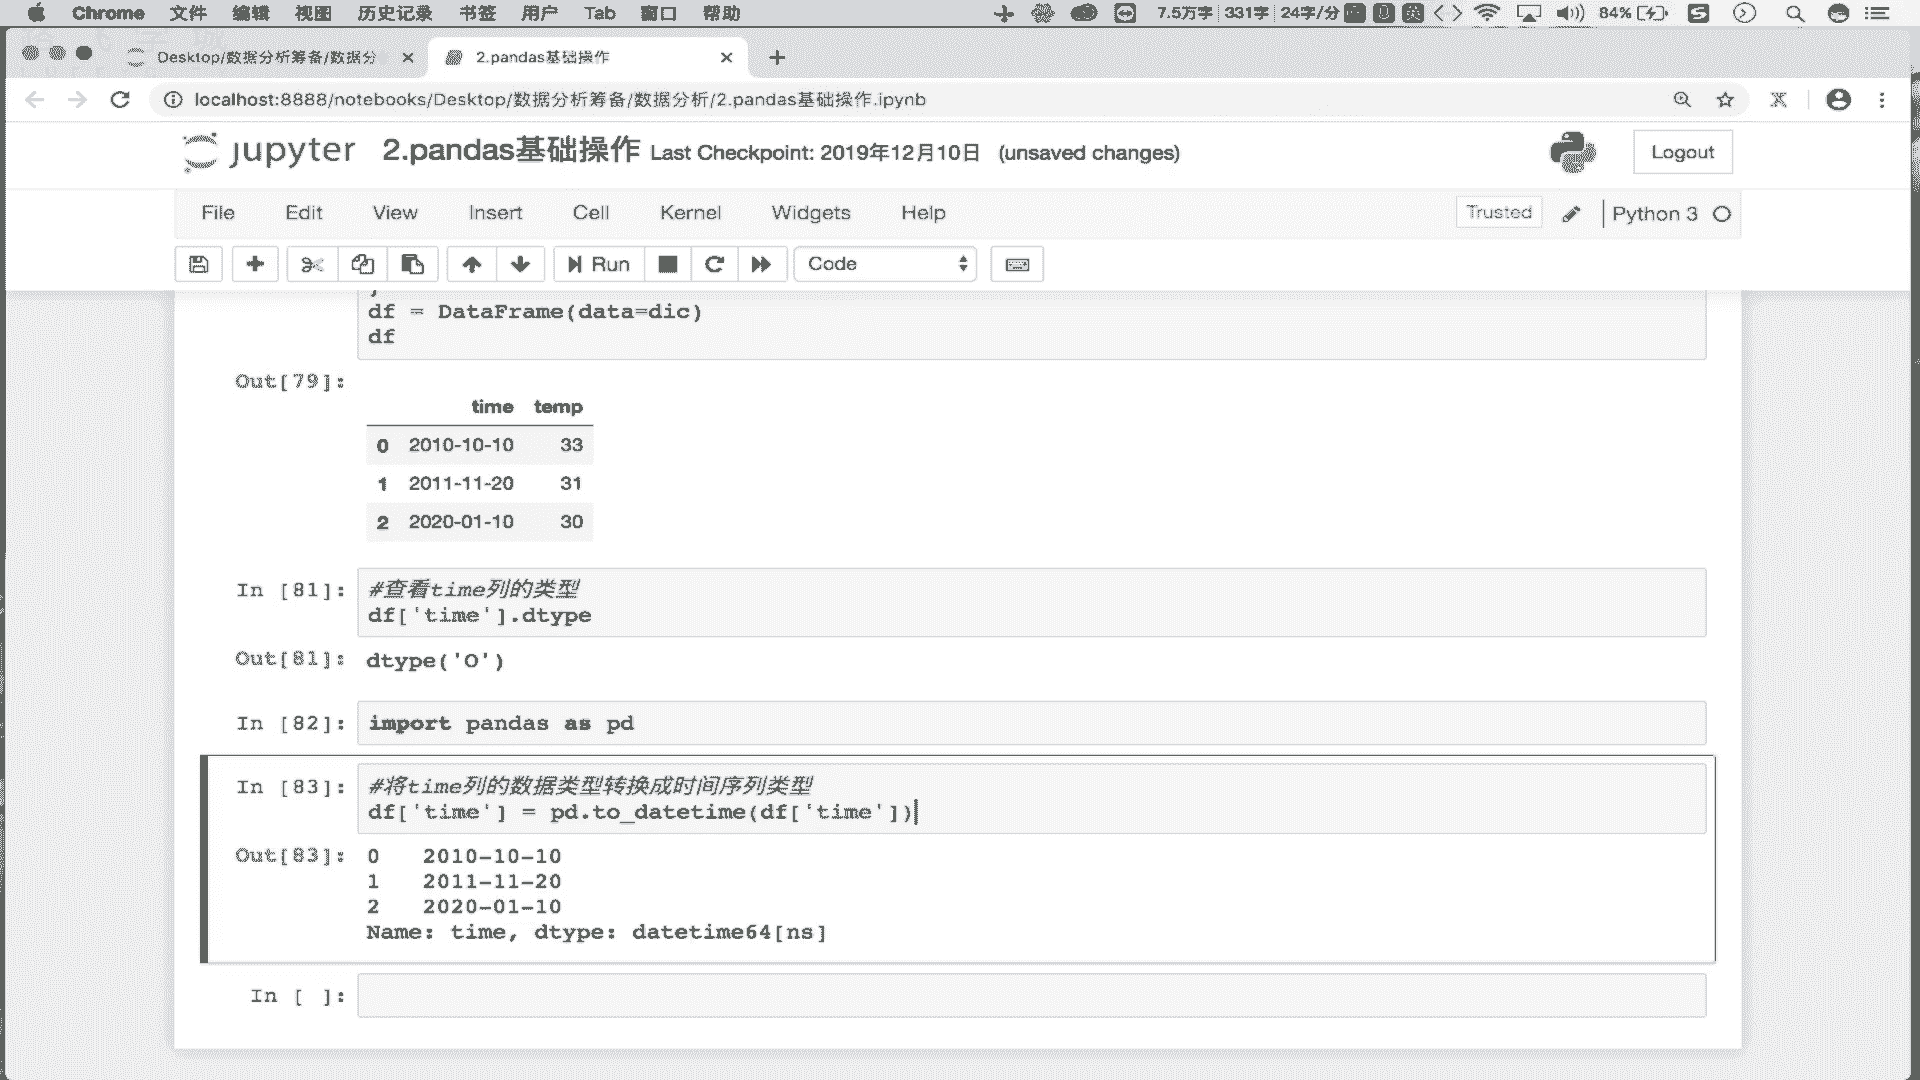 Chrome 文件 编辑 视图 历史记录 书签 用户 Tab 窗口 帮助 7.5万字 331字 24字/分 英 84%
Desktop/数据分析筹备/数据分 2.pandas基础操作
localhost:8888/notebooks/Desktop/数据分析筹备/数据分析/2.pandas基础操作.ipynb
jupyter 2.pandas基础操作 Last Checkpoint: 2019年12月10日 (unsaved changes) Logout
File Edit View Insert Cell Kernel Widgets Help Trusted Python 3
Run Code
df = DataFrame(data=dic)
df
Out[79]:
time temp
0 2010-10-10 33
1 2011-11-20 31
2 2020-01-10 30
In [81]: #查看time列的类型
df['time'].dtype
Out[81]: dtype('O')
In [82]: import pandas as pd
In [83]: #将time列的数据类型转换成时间序列类型
df['time'] = pd.to_datetime(df['time'])
Out[83]: 0 2010-10-10
1 2011-11-20
2 2020-01-10
Name: time, dtype: datetime64[ns]
In [ ]: